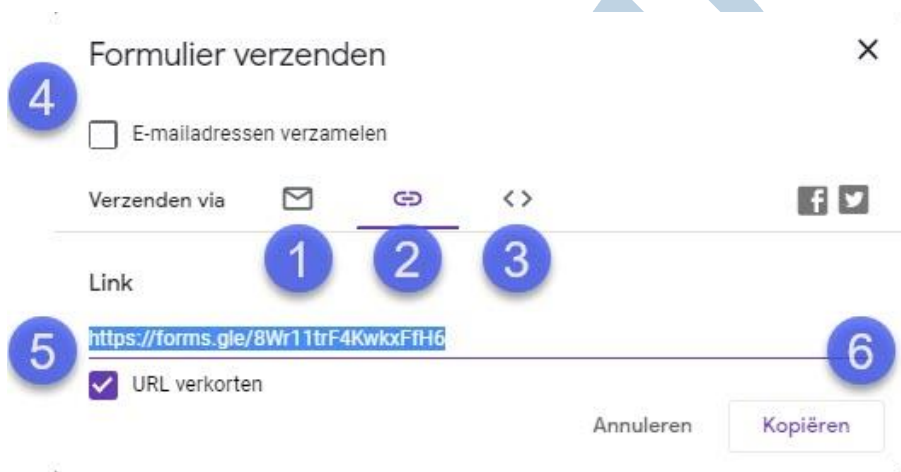 Formulier verzenden
4
E-mailadressen verzamelen
Verzenden via
1 2 3
Link
5 https://forms.gle/8Wr11trF4KwkxFfH6 6
URL verkorten
Annuleren Kopiëren